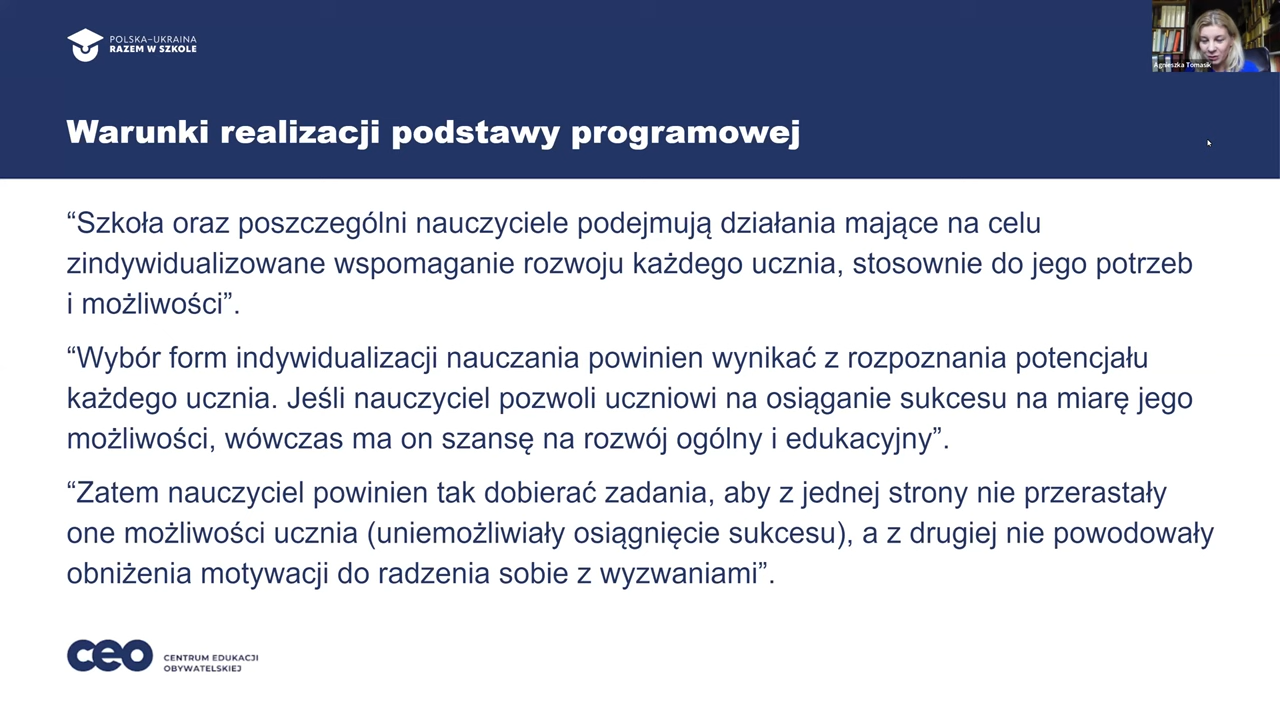 POLSKA–UKRAINA
RAZEM W SZKOLE
Agnieszka Tomasik
Warunki realizacji podstawy programowej
“Szkoła oraz poszczególni nauczyciele podejmują działania mające na celu
zindywidualizowane wspomaganie rozwoju każdego ucznia, stosownie do jego potrzeb
i możliwości”.
“Wybór form indywidualizacji nauczania powinien wynikać z rozpoznania potencjału
każdego ucznia. Jeśli nauczyciel pozwoli uczniowi na osiąganie sukcesu na miarę jego
możliwości, wówczas ma on szansę na rozwój ogólny i edukacyjny”.
“Zatem nauczyciel powinien tak dobierać zadania, aby z jednej strony nie przerastały
one możliwości ucznia (uniemożliwiały osiągnięcie sukcesu), a z drugiej nie powodowały
obniżenia motywacji do radzenia sobie z wyzwaniami”.
ceo
CENTRUM EDUKACJI
OBYWATELSKIEJ